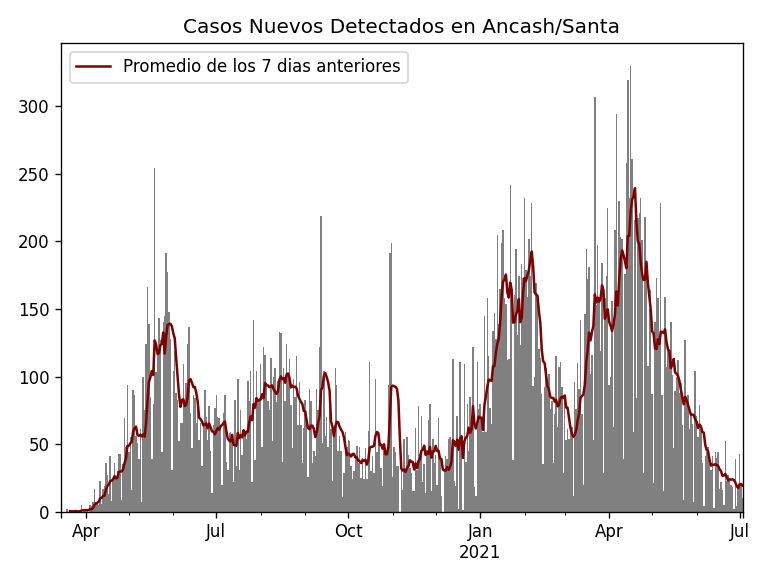 Casos Nuevos Detectados en Ancash/Santa
Promedio de los 7 dias anteriores
300
250
200
150
100
50
0
Apr Jul Oct Jan Apr Jul
2021